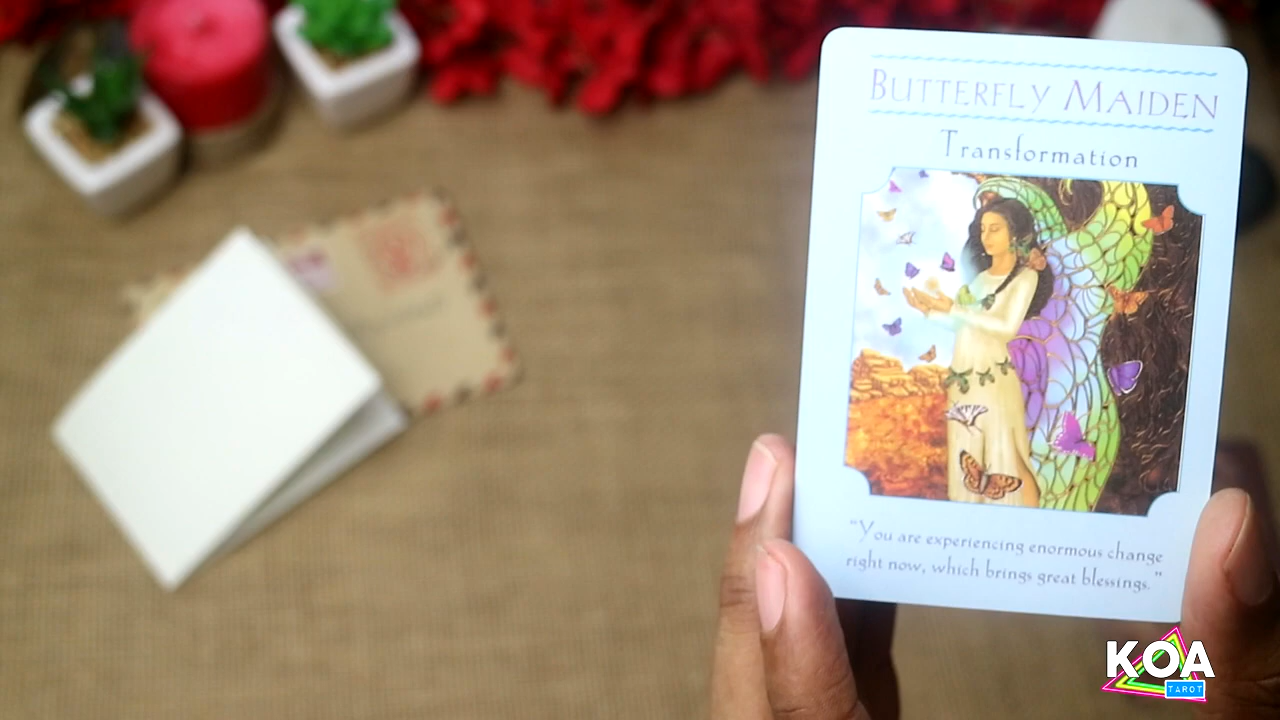 BUTTERFLY MAIDEN
Transformation
"You are experiencing enormous change
right now, which brings great blessings."
KOA
TAROT